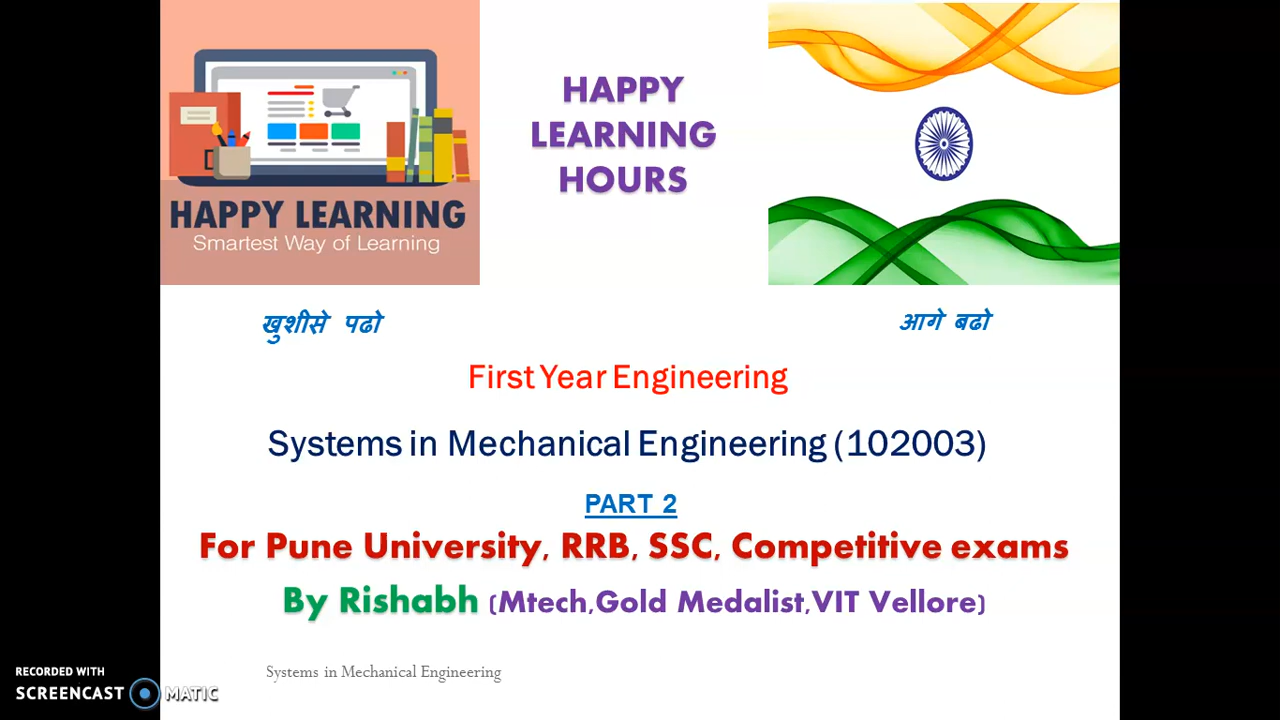 HAPPY LEARNING
Smartest Way of Learning
HAPPY
LEARNING
HOURS
खुशीसे पढो
आगे बढो
First Year Engineering
Systems in Mechanical Engineering (102003)
PART 2
For Pune University, RRB, SSC, Competitive exams
By Rishabh (Mtech,Gold Medalist,VIT Vellore)
Systems in Mechanical Engineering
RECORDED WITH
SCREENCAST MATIC